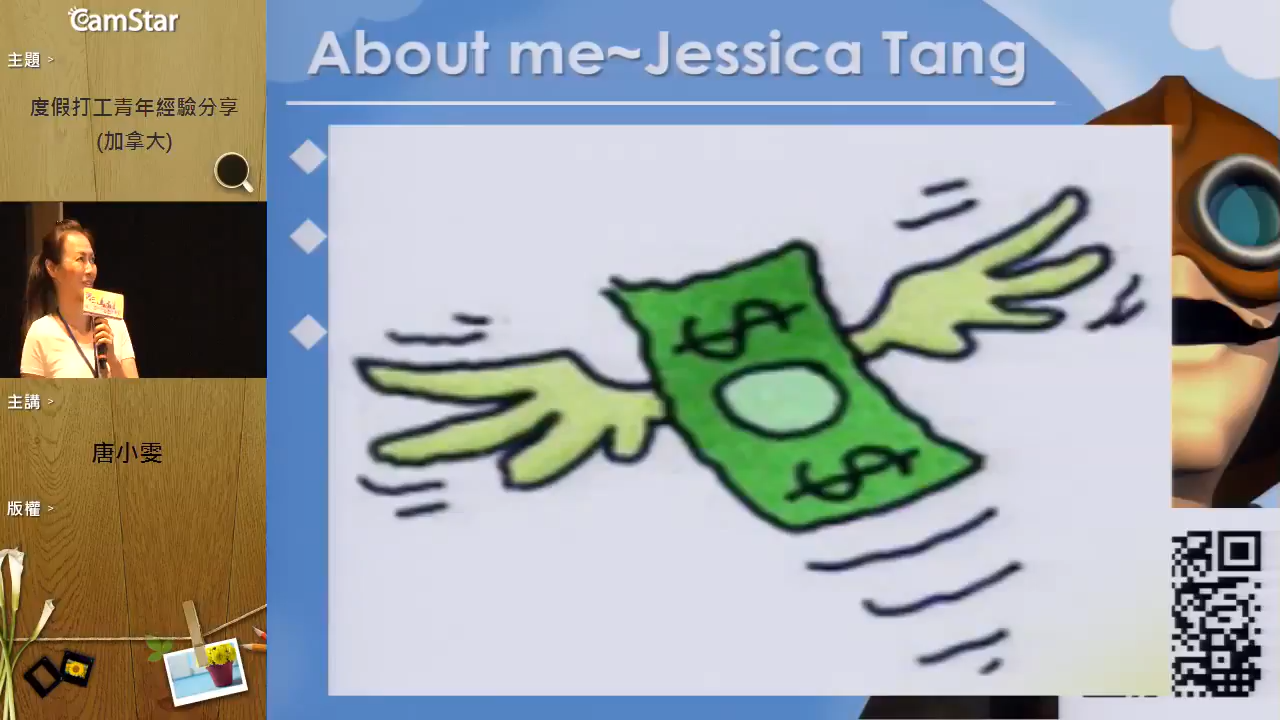 CamStar
主題 >
度假打工青年經驗分享
(加拿大)
主講 >
唐小雯
版權 >
About me~Jessica Tang
$
$